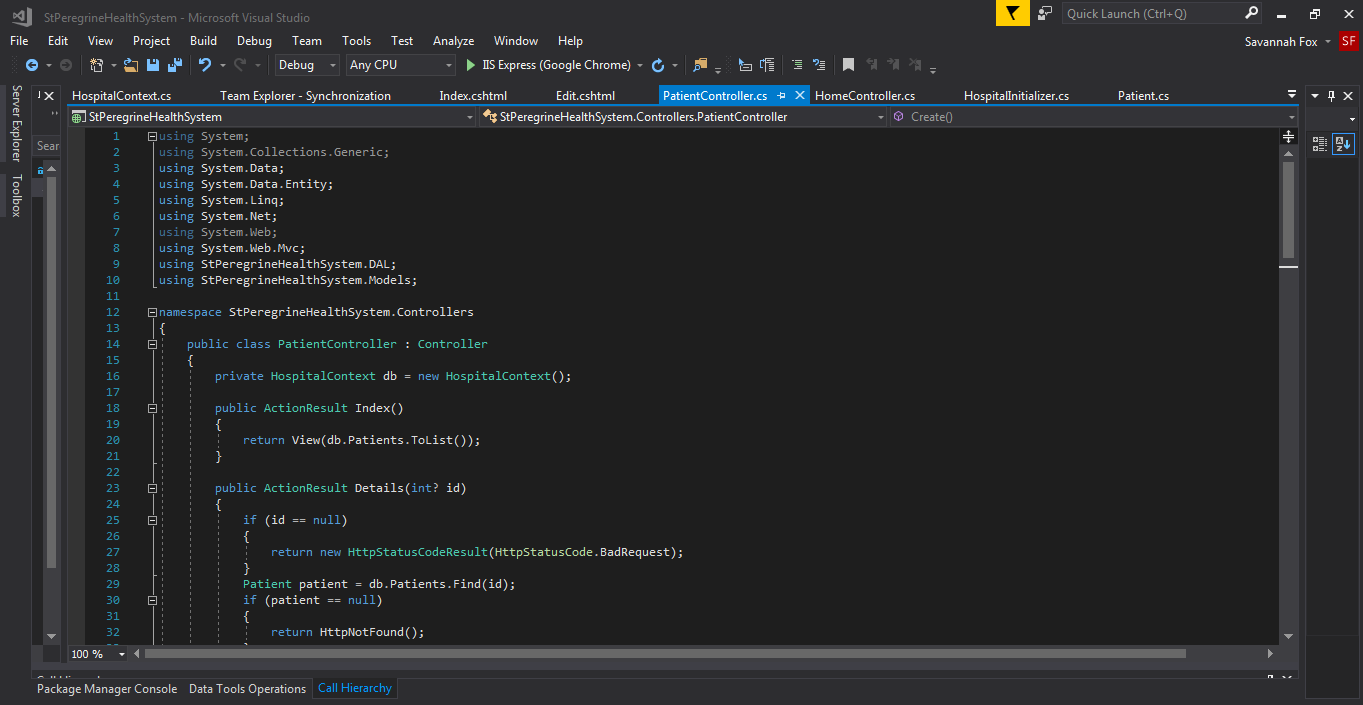 StPeregrineHealthSystem - Microsoft Visual Studio
Quick Launch (Ctrl+Q)
File Edit View Project Build Debug Team Tools Test Analyze Window Help
Savannah Fox SF
Debug Any CPU IIS Express (Google Chrome)
Server Explorer
Toolbox
HospitalContext.cs Team Explorer - Synchronization Index.cshtml Edit.cshtml PatientController.cs HomeController.cs HospitalInitializer.cs Patient.cs
StPeregrineHealthSystem StPeregrineHealthSystem.Controllers.PatientController Create()
Sear
1 using System;
2 using System.Collections.Generic;
3 using System.Data;
4 using System.Data.Entity;
5 using System.Linq;
6 using System.Net;
7 using System.Web;
8 using System.Web.Mvc;
9 using StPeregrineHealthSystem.DAL;
10 using StPeregrineHealthSystem.Models;
11
12 namespace StPeregrineHealthSystem.Controllers
13 {
14 public class PatientController : Controller
15 {
16 private HospitalContext db = new HospitalContext();
17
18 public ActionResult Index()
19 {
20 return View(db.Patients.ToList());
21 }
22
23 public ActionResult Details(int? id)
24 {
25 if (id == null)
26 {
27 return new HttpStatusCodeResult(HttpStatusCode.BadRequest);
28 }
29 Patient patient = db.Patients.Find(id);
30 if (patient == null)
31 {
32 return HttpNotFound();
100 %
Package Manager Console Data Tools Operations Call Hierarchy